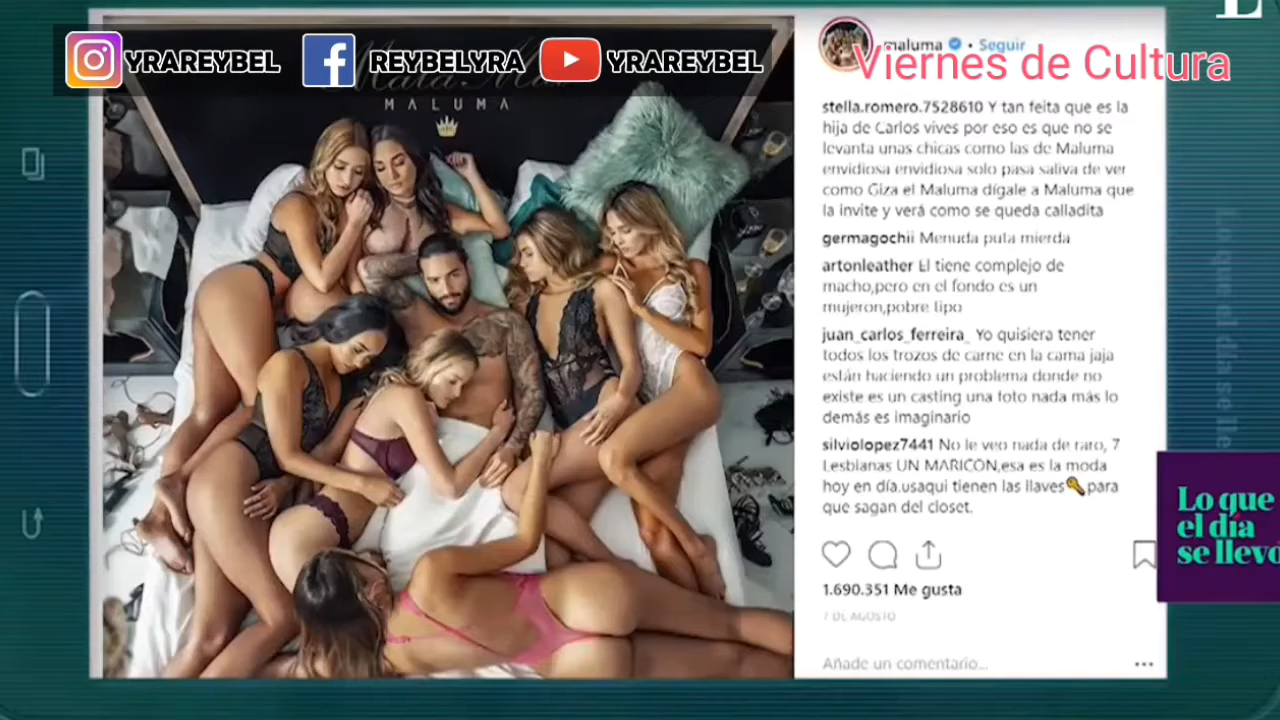 YRAREYBEL
REYBELYRA
YRAREYBEL
Viernes de Cultura
MALUMA
maluma • Seguir
stella.romero.7528610 Y tan feita que es la
hija de Carlos vives por eso es que no se
levanta unas chicas como las de Maluma
envidiosa envidiosa solo pasa saliva de ver
como Giza el Maluma dígale a Maluma que
la invite y verá como se queda calladita
germagochii Menuda puta mierda
artonleather El tiene complejo de
macho,pero en el fondo es un
mujeron,pobre tipo
juan_carlos_ferreira_ Yo quisiera tener
todos los trozos de carne en la cama jaja
están haciendo un problema donde no
existe es un casting una foto nada más lo
demás es imaginario
silviolopez7441 No le veo nada de raro, 7
Lesbianas UN MARICON,esa es la moda
hoy en día.usaqui tienen las llaves🔑para
que sagan del closet.
1.690.351 Me gusta
7 DE AGOSTO
Añade un comentario...
Lo que
el día
se llevó